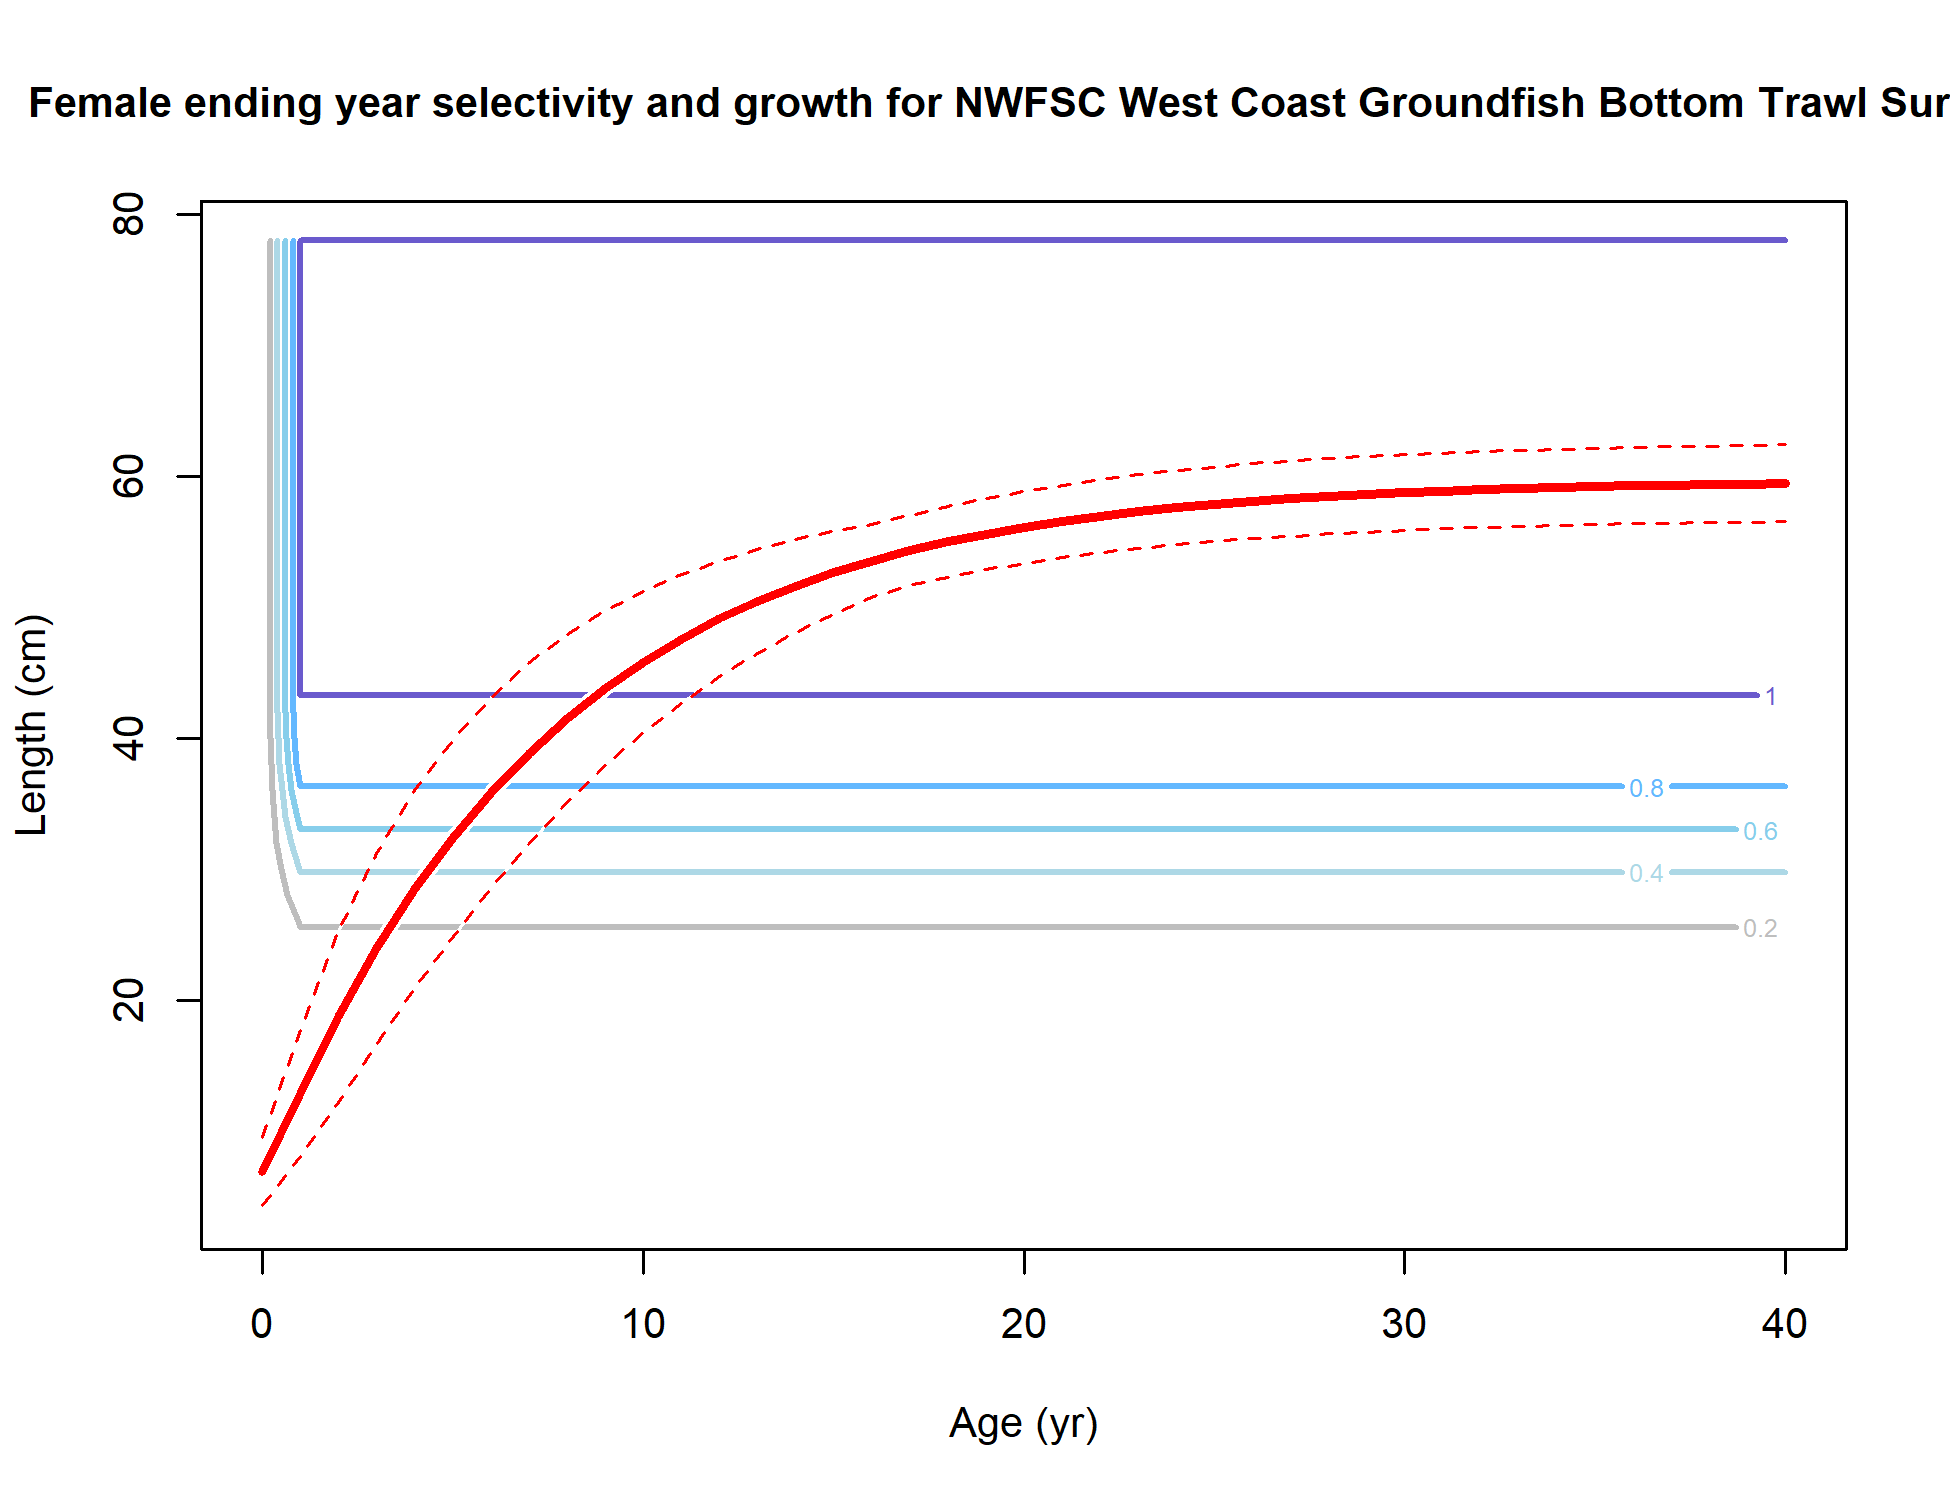 Female ending year selectivity and growth for NWFSC West Coast Groundfish Bottom Trawl Sur
80
60
40
20
Length (cm)
1
0.8
0.6
0.4
0.2
0 10 20 30 40
Age (yr)